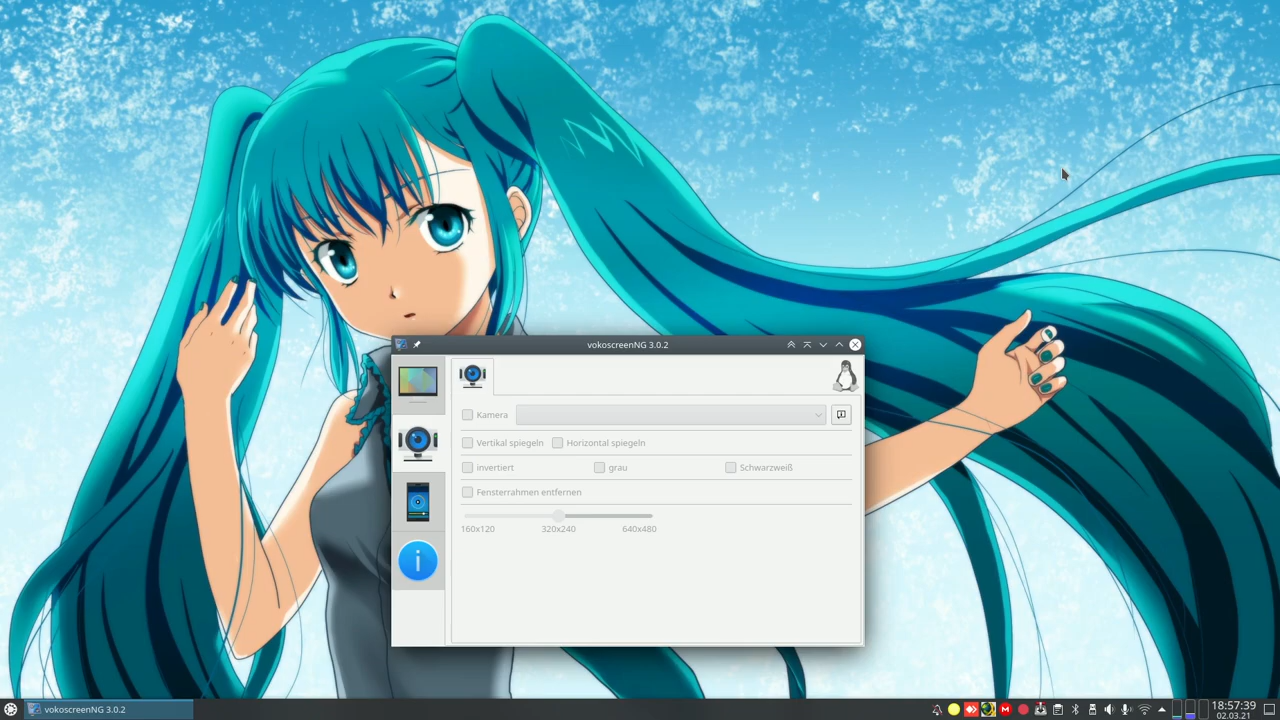 vokoscreenNG 3.0.2
Kamera
Vertikal spiegeln Horizontal spiegeln
invertiert grau Schwarzweiß
Fensterrahmen entfernen
160x120 320x240 640x480
vokoscreenNG 3.0.2
18:57:39
02.03.21